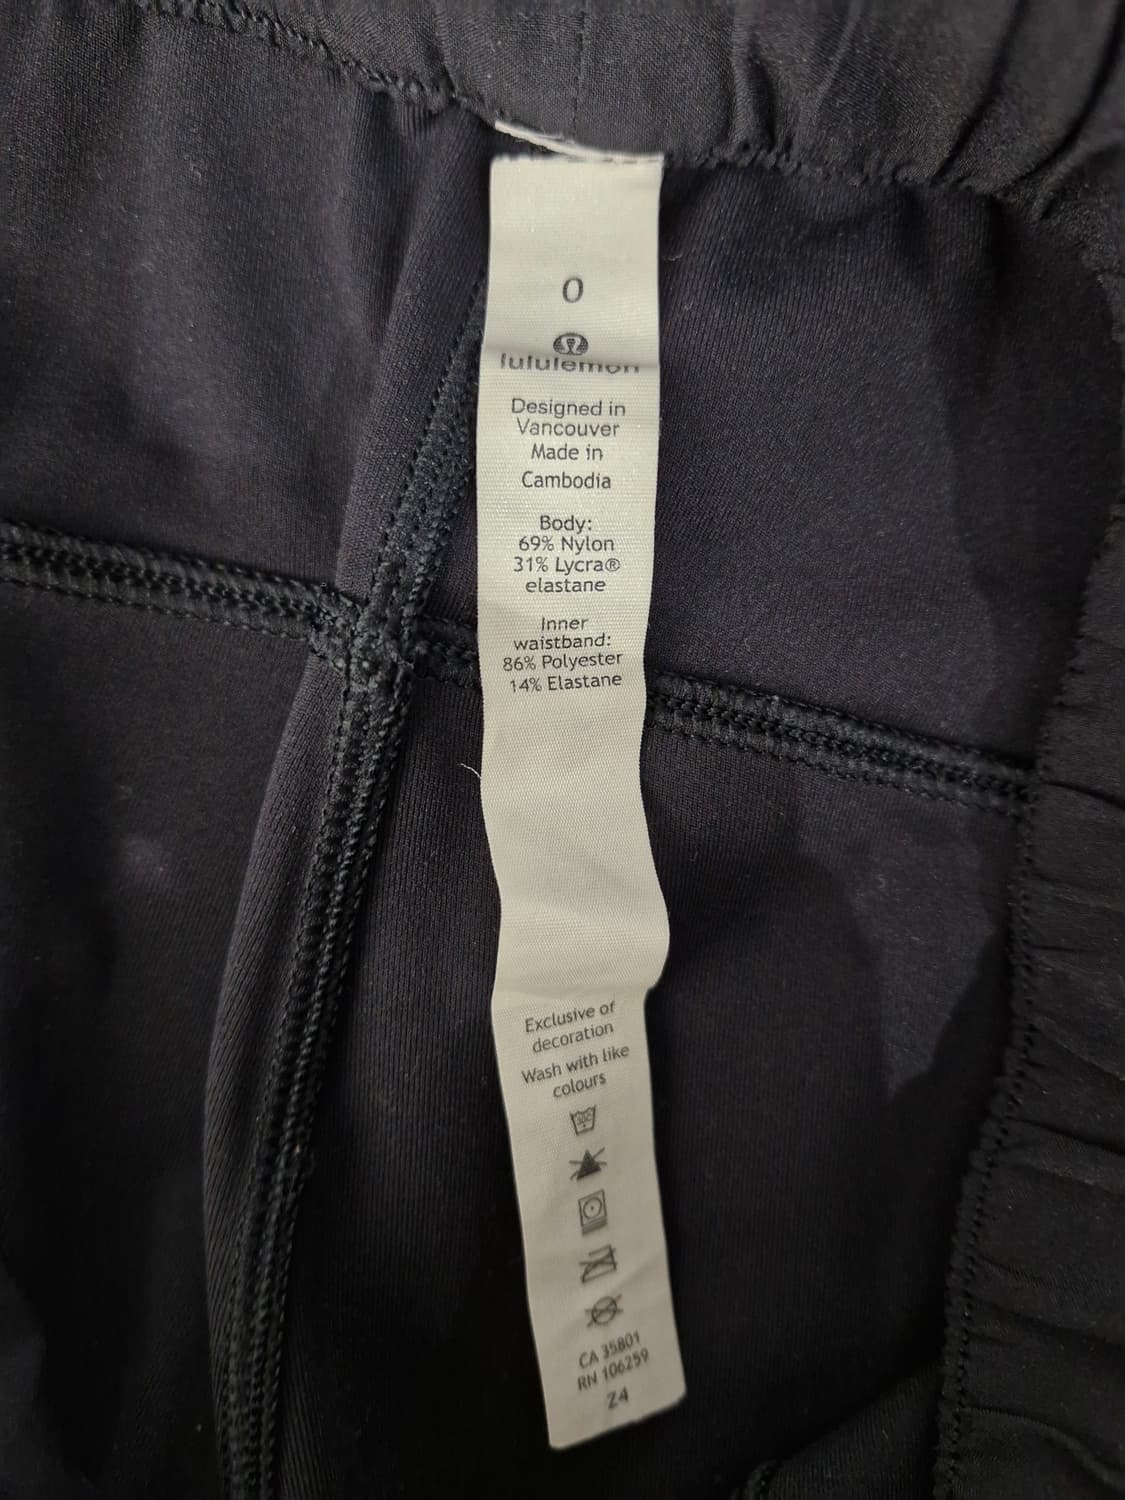 0
lululemon
Designed in
Vancouver
Made in
Cambodia
Body:
69% Nylon
31% Lycra®
elastane
Inner
waistband:
86% Polyester
14% Elastane
Exclusive of
decoration
Wash with like
colours
30C
CA 35801
RN 106259
Z4